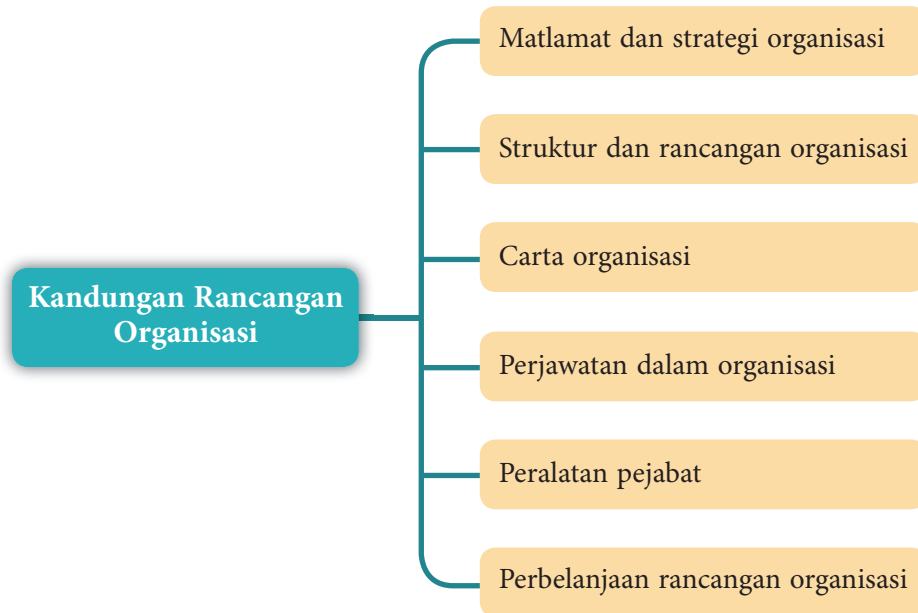 Kandungan Rancangan
Organisasi
Matlamat dan strategi organisasi
Struktur dan rancangan organisasi
Carta organisasi
Perjawatan dalam organisasi
Peralatan pejabat
Perbelanjaan rancangan organisasi